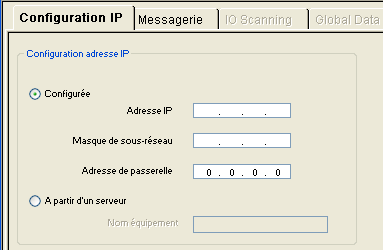 Configuration IP Messagerie IO Scanning Global Data
Configuration adresse IP
Configurée
Adresse IP . . .
Masque de sous-réseau . . .
Adresse de passerelle 0 . 0 . 0 . 0
A partir d'un serveur
Nom équipement